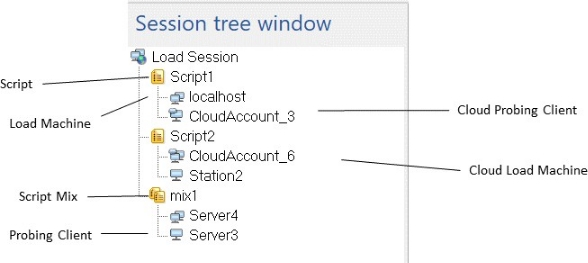 Session tree window
Load Session
Script
Script1
localhost
Load Machine
CloudAccount_3
Cloud Probing Client
Script2
CloudAccount_6
Cloud Load Machine
Station2
Script Mix
mix1
Server4
Probing Client
Server3